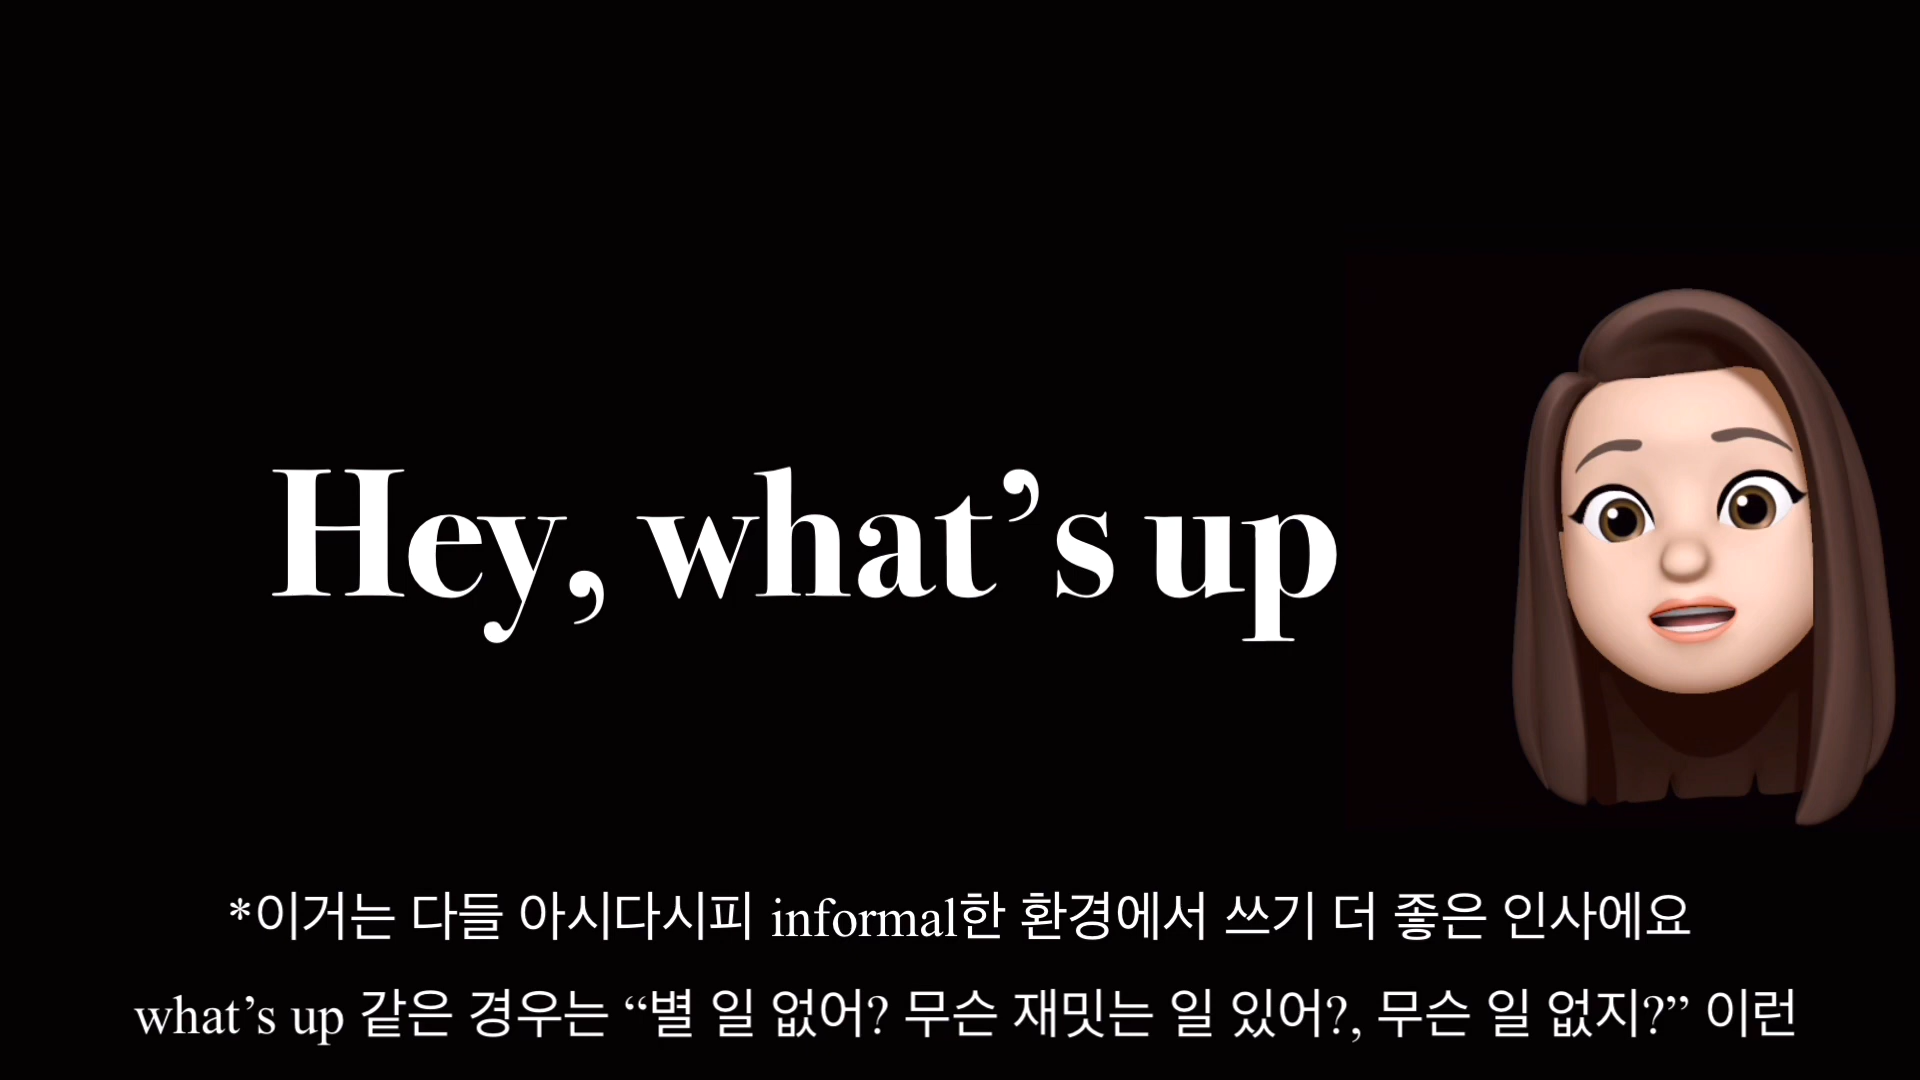 Hey, what’s up
*이거는 다들 아시다시피 informal한 환경에서 쓰기 더 좋은 인사에요
what’s up 같은 경우는 “별 일 없어? 무슨 재밋는 일 있어?, 무슨 일 없지?” 이런